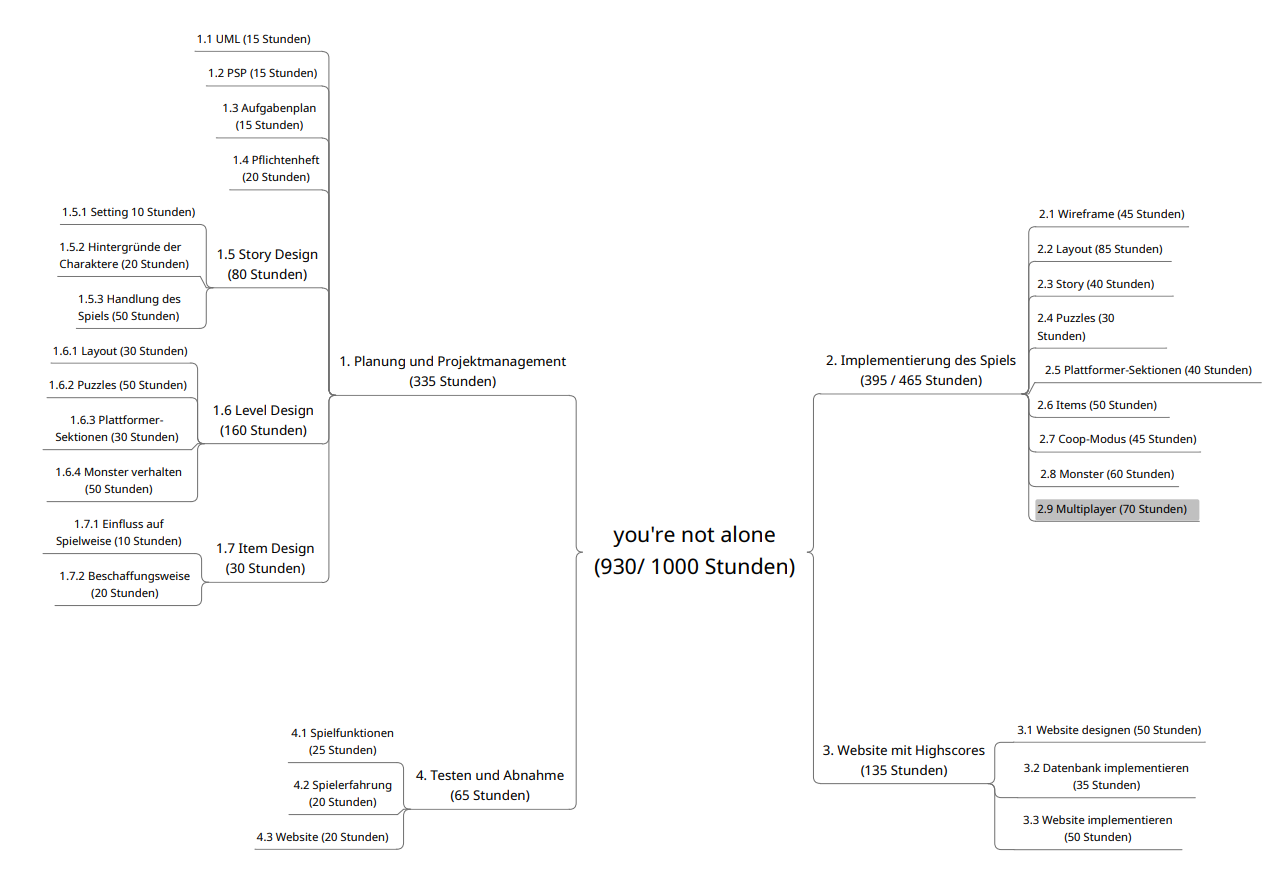 you're not alone
(930/ 1000 Stunden)
1. Planung und Projektmanagement
(335 Stunden)
1.1 UML (15 Stunden)
1.2 PSP (15 Stunden)
1.3 Aufgabenplan
(15 Stunden)
1.4 Pflichtenheft
(20 Stunden)
1.5 Story Design
(80 Stunden)
1.5.1 Setting 10 Stunden)
1.5.2 Hintergründe der
Charaktere (20 Stunden)
1.5.3 Handlung des
Spiels (50 Stunden)
1.6 Level Design
(160 Stunden)
1.6.1 Layout (30 Stunden)
1.6.2 Puzzles (50 Stunden)
1.6.3 Plattformer-
Sektionen (30 Stunden)
1.6.4 Monster verhalten
(50 Stunden)
1.7 Item Design
(30 Stunden)
1.7.1 Einfluss auf
Spielweise (10 Stunden)
1.7.2 Beschaffungsweise
(20 Stunden)
2. Implementierung des Spiels
(395 / 465 Stunden)
2.1 Wireframe (45 Stunden)
2.2 Layout (85 Stunden)
2.3 Story (40 Stunden)
2.4 Puzzles (30
Stunden)
2.5 Plattformer-Sektionen (40 Stunden)
2.6 Items (50 Stunden)
2.7 Coop-Modus (45 Stunden)
2.8 Monster (60 Stunden)
2.9 Multiplayer (70 Stunden)
3. Website mit Highscores
(135 Stunden)
3.1 Website designen (50 Stunden)
3.2 Datenbank implementieren
(35 Stunden)
3.3 Website implementieren
(50 Stunden)
4. Testen und Abnahme
(65 Stunden)
4.1 Spielfunktionen
(25 Stunden)
4.2 Spielerfahrung
(20 Stunden)
4.3 Website (20 Stunden)